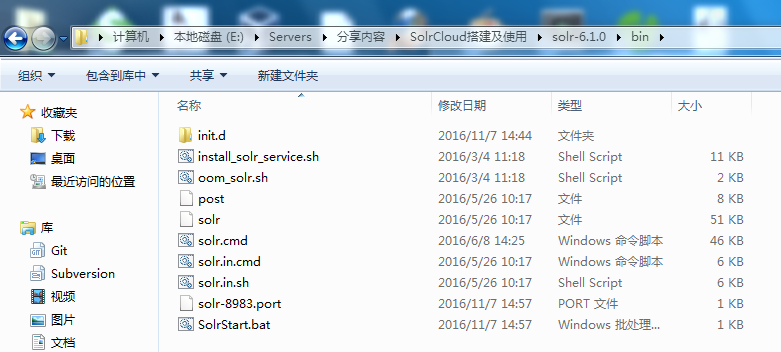 计算机 本地磁盘 (E:) Servers 分享内容 SolrCloud搭建及使用 solr-6.1.0 bin
组织 包含到库中 共享 新建文件夹
收藏夹
下载
桌面
最近访问的位置
库
Git
Subversion
视频
图片
文档
名称 修改日期 类型 大小
init.d 2016/11/7 14:44 文件夹
install_solr_service.sh 2016/3/4 11:18 Shell Script 11 KB
oom_solr.sh 2016/3/4 11:18 Shell Script 2 KB
post 2016/5/26 10:17 文件 8 KB
solr 2016/5/26 10:17 文件 51 KB
solr.cmd 2016/6/8 14:25 Windows 命令脚本 46 KB
solr.in.cmd 2016/5/26 10:17 Windows 命令脚本 6 KB
solr.in.sh 2016/5/26 10:17 Shell Script 6 KB
solr-8983.port 2016/11/7 14:57 PORT 文件 1 KB
SolrStart.bat 2016/11/7 14:57 Windows 批处理... 1 KB